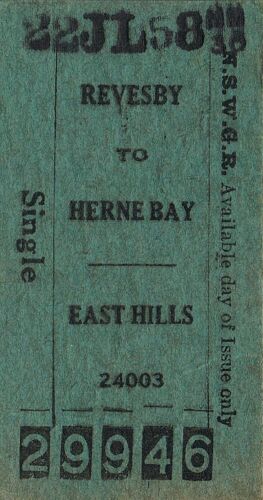 22JL58
REVESBY
TO
HERNE BAY
EAST HILLS
24003
Single
N.S.W.G.R. Available day of Issue only
29946